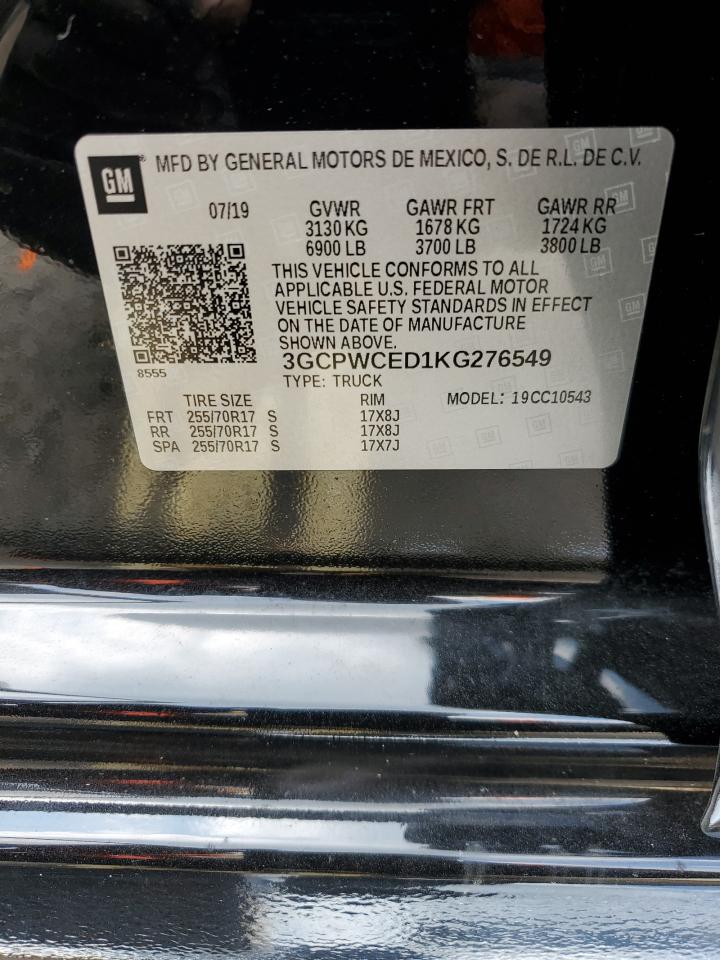 GM
® MFD BY GENERAL MOTORS DE MEXICO, S. DE R.L. DE C.V.
07/19 GVWR GAWR FRT GAWR RR
3130 KG 1678 KG 1724 KG
6900 LB 3700 LB 3800 LB
THIS VEHICLE CONFORMS TO ALL
APPLICABLE U.S. FEDERAL MOTOR
VEHICLE SAFETY STANDARDS IN EFFECT
ON THE DATE OF MANUFACTURE
SHOWN ABOVE.
8555
3GCPWCED1KG276549
TYPE: TRUCK
TIRE SIZE RIM MODEL: 19CC10543
FRT 255/70R17 S 17X8J
RR 255/70R17 S 17X8J
SPA 255/70R17 S 17X7J